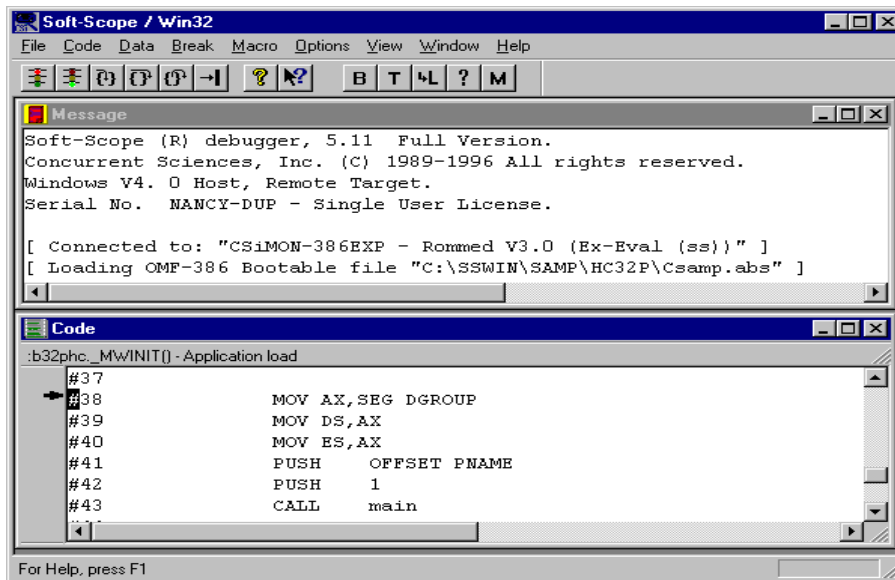 Soft-Scope / Win32
File Code Data Break Macro Options View Window Help
B T L ? M
Message
Soft-Scope (R) debugger, 5.11 Full Version.
Concurrent Sciences, Inc. (C) 1989-1996 All rights reserved.
Windows V4. 0 Host, Remote Target.
Serial No. NANCY-DUP - Single User License.
[ Connected to: "CSiMON-386EXP - Rommed V3.0 (Ex-Eval (ss))" ]
[ Loading OMF-386 Bootable file "C:\SSWIN\SAMP\HC32P\Csamp.abs" ]
Code
:b32phc._MWINIT() - Application load
#37
#38 MOV AX,SEG DGROUP
#39 MOV DS,AX
#40 MOV ES,AX
#41 PUSH OFFSET PNAME
#42 PUSH 1
#43 CALL main
For Help, press F1